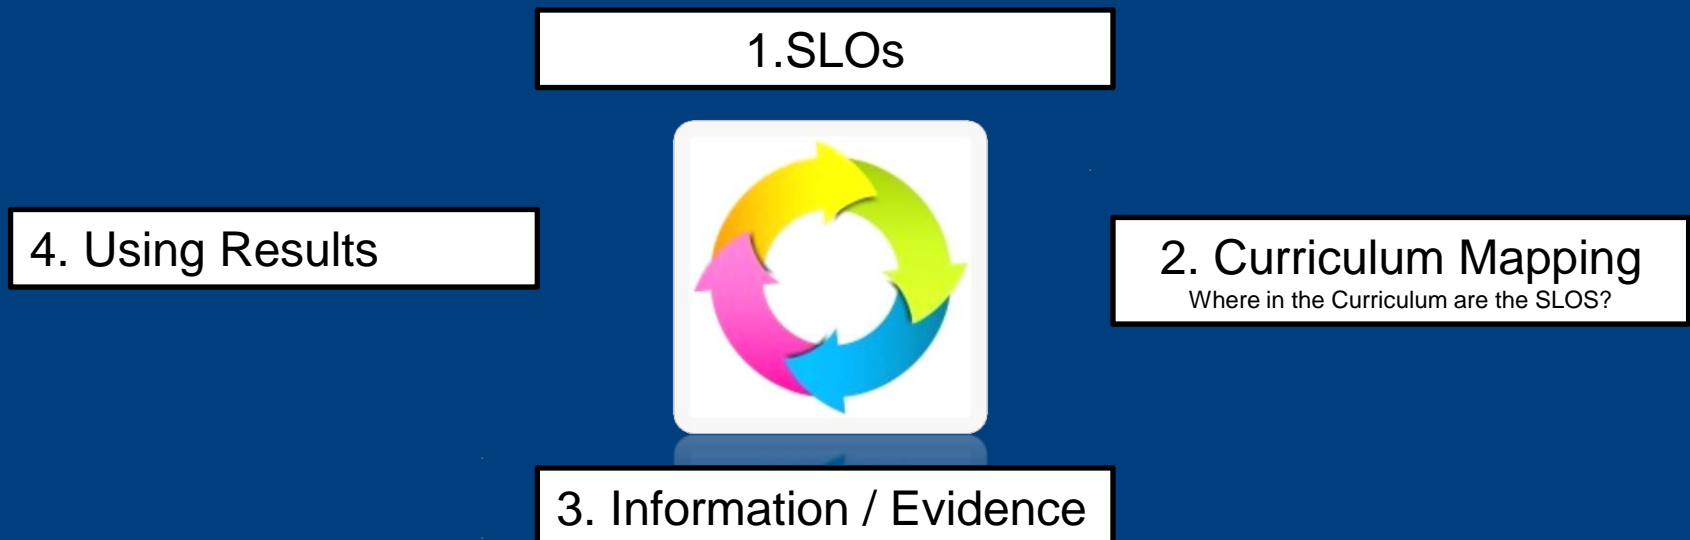 1.SLOs
4. Using Results
2. Curriculum Mapping
Where in the Curriculum are the SLOS?
3. Information / Evidence